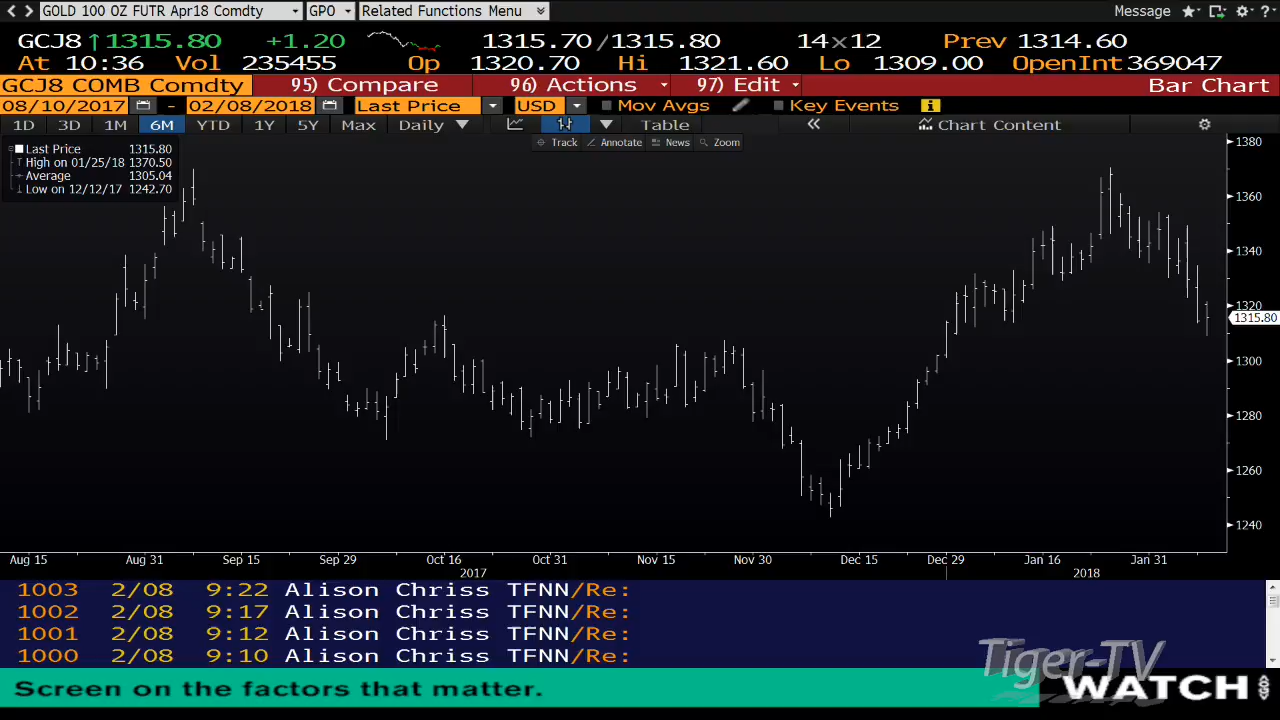 GOLD 100 OZ FUTR Apr18 Comdty GPO Related Functions Menu Message
GCJ8 ↑1315.80 +1.20 1315.70/1315.80 14x12 Prev 1314.60
At 10:36 Vol 235455 Op 1320.70 Hi 1321.60 Lo 1309.00 OpenInt 369047
GCJ8 COMB Comdty 95) Compare 96) Actions 97) Edit Bar Chart
08/10/2017 - 02/08/2018 Last Price USD Mov Avgs Key Events
1D 3D 1M 6M YTD 1Y 5Y Max Daily Table « Chart Content
Track Annotate News Zoom
Last Price 1315.80
High on 01/25/18 1370.50
Average 1305.04
Low on 12/12/17 1242.70
1380
1360
1340
1320
1315.80
1300
1280
1260
1240
Aug 15 Aug 31 Sep 15 Sep 29 Oct 16 Oct 31 Nov 15 Nov 30 Dec 15 Dec 29 Jan 16 Jan 31
2017 2018
1003 2/08 9:22 Alison Chriss TFNN/Re:
1002 2/08 9:17 Alison Chriss TFNN/Re:
1001 2/08 9:12 Alison Chriss TFNN/Re:
1000 2/08 9:10 Alison Chriss TFNN/Re:
Tiger-TV
Screen on the factors that matter.
WATCH